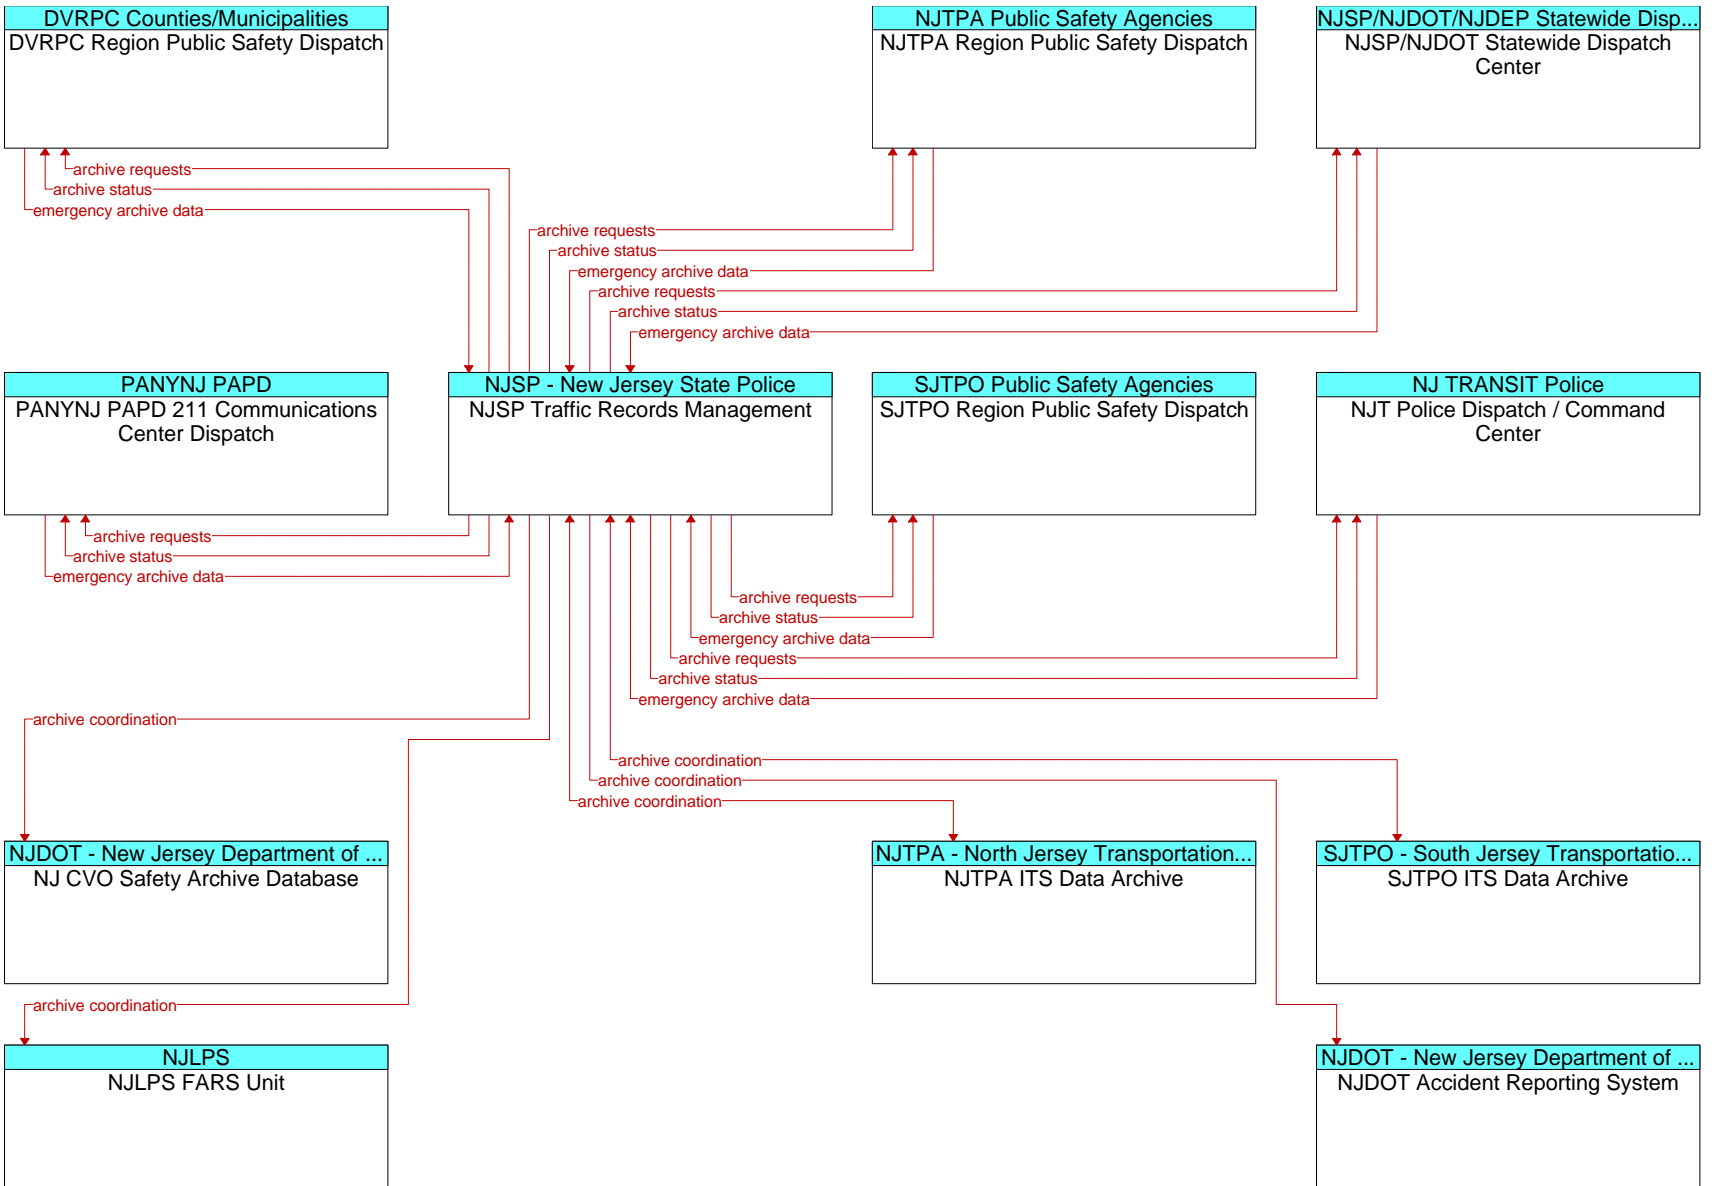 DVRPC Counties/Municipalities
DVRPC Region Public Safety Dispatch
NJTPA Public Safety Agencies
NJTPA Region Public Safety Dispatch
NJSP/NJDOT/NJDEP Statewide Disp...
NJSP/NJDOT Statewide Dispatch
Center
archive requests
archive status
emergency archive data
archive requests
archive status
emergency archive data
archive requests
archive status
emergency archive data
PANYNJ PAPD
PANYNJ PAPD 211 Communications
Center Dispatch
NJSP - New Jersey State Police
NJSP Traffic Records Management
SJTPO Public Safety Agencies
SJTPO Region Public Safety Dispatch
NJ TRANSIT Police
NJT Police Dispatch / Command
Center
archive requests
archive status
emergency archive data
archive requests
archive status
emergency archive data
archive requests
archive status
emergency archive data
archive coordination
archive coordination
archive coordination
archive coordination
NJDOT - New Jersey Department of ...
NJ CVO Safety Archive Database
NJTPA - North Jersey Transportation...
NJTPA ITS Data Archive
SJTPO - South Jersey Transportatio...
SJTPO ITS Data Archive
archive coordination
NJLPS
NJLPS FARS Unit
NJDOT - New Jersey Department of ...
NJDOT Accident Reporting System